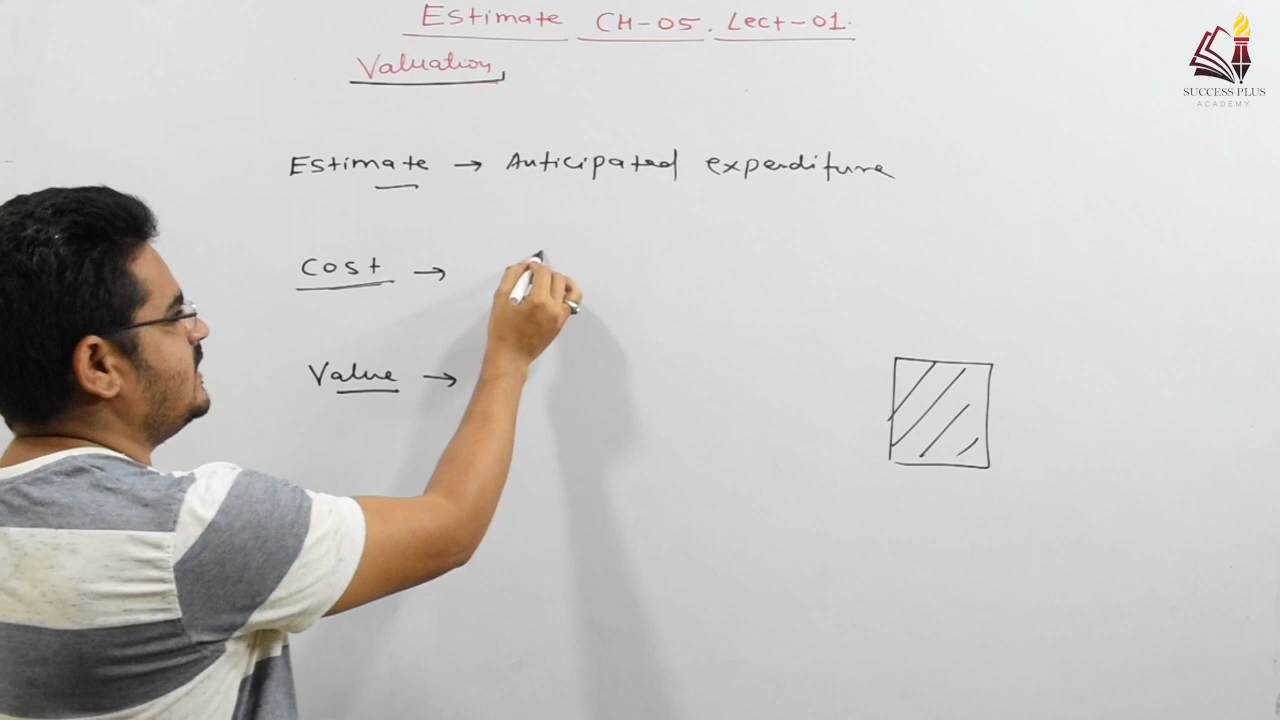 Estimate CH-05. Lect-01.
Valuation
SUCCESS PLUS
ACADEMY
Estimate → Anticipated expenditure
Cost →
Value →